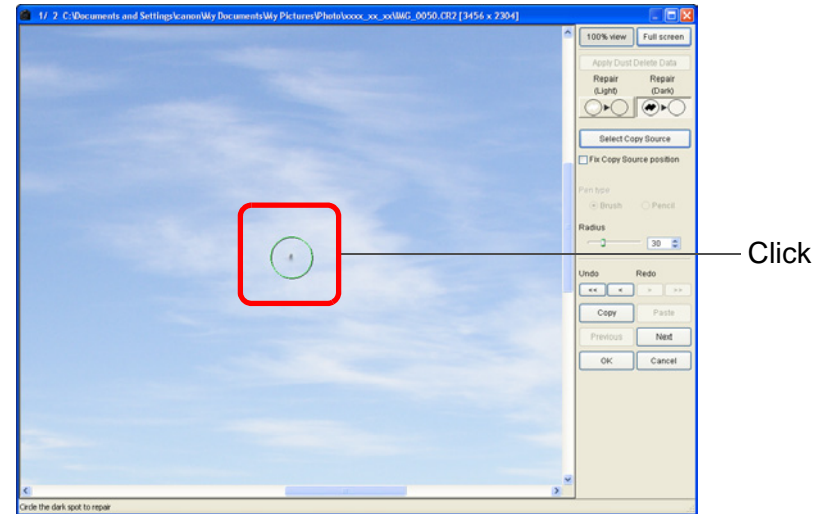 1/ 2 C:\Documents and Settings\canon\My Documents\My Pictures\Photo\xxxx_xx_xx\IMG_0050.CR2 [3456 x 2304]
100% view Full screen
Apply Dust Delete Data
Repair Repair
(Light) (Dark)
Select Copy Source
Fix Copy Source position
Pen type
Brush Pencil
Radius
30
Click
Undo Redo
<< < > >>
Copy Paste
Previous Next
OK Cancel
Circle the dark spot to repair